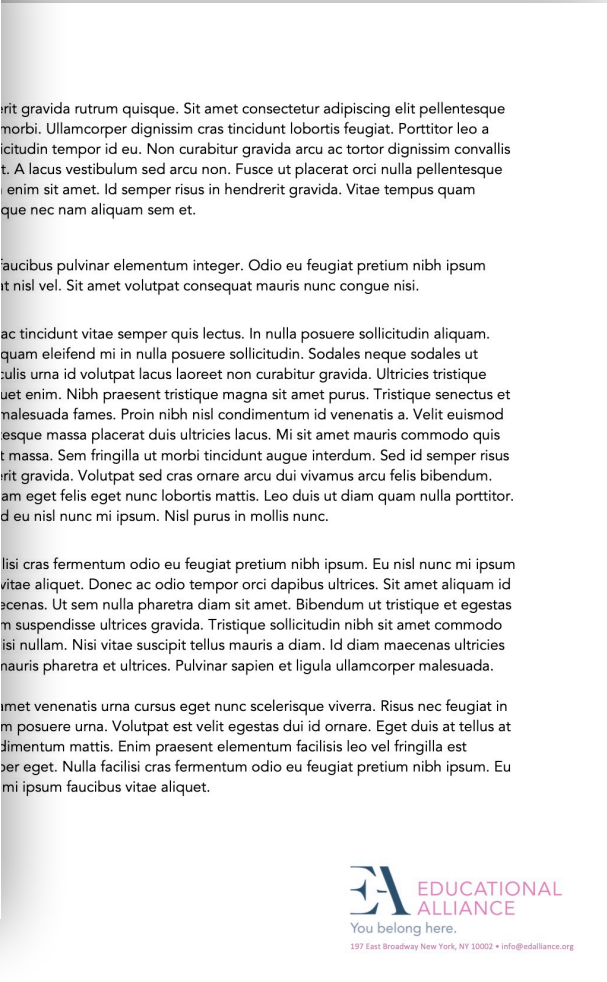 gravida rutrum quisque. Sit amet consectetur adipiscing elit pellentesque
morbi. Ullamcorper dignissim cras tincidunt lobortis feugiat. Porttitor leo a
tempor id eu. Non curabitur gravida arcu ac tortor dignissim convallis
A lacus vestibulum sed arcu non. Fusce ut placerat orci nulla pellentesque
enim sit amet. Id semper risus in hendrerit gravida. Vitae tempus quam
que nec nam aliquam sem et.
faucibus pulvinar elementum integer. Odio eu feugiat pretium nibh ipsum
at nisl vel. Sit amet volutpat consequat mauris nunc congue nisi.
ac tincidunt vitae semper quis lectus. In nulla posuere sollicitudin aliquam.
quam eleifend mi in nulla posuere sollicitudin. Sodales neque sodales ut
urna id volutpat lacus laoreet non curabitur gravida. Ultricies tristique
enim. Nibh praesent tristique magna sit amet purus. Tristique senectus et
malesuada fames. Proin nibh nisl condimentum id venenatis a. Velit euismod
massa placerat duis ultricies lacus. Mi sit amet mauris commodo quis
massa. Sem fringilla ut morbi tincidunt augue interdum. Sed id semper risus
gravida. Volutpat sed cras ornare arcu dui vivamus arcu felis bibendum.
eget felis eget nunc lobortis mattis. Leo duis ut diam quam nulla porttitor.
eu nisl nunc mi ipsum. Nisl purus in mollis nunc.
lisi cras fermentum odio eu feugiat pretium nibh ipsum. Eu nisl nunc mi ipsum
vitae aliquet. Donec ac odio tempor orci dapibus ultrices. Sit amet aliquam id
Ut sem nulla pharetra diam sit amet. Bibendum ut tristique et egestas
suspendisse ultrices gravida. Tristique sollicitudin nibh sit amet commodo
nullam. Nisi vitae suscipit tellus mauris a diam. Id diam maecenas ultricies
mauris pharetra et ultrices. Pulvinar sapien et ligula ullamcorper malesuada.
amet venenatis urna cursus eget nunc scelerisque viverra. Risus nec feugiat in
posuere urna. Volutpat est velit egestas dui id ornare. Eget duis at tellus at
mattis. Enim praesent elementum facilisis leo vel fringilla est
eget. Nulla facilisi cras fermentum odio eu feugiat pretium nibh ipsum. Eu
mi ipsum faucibus vitae aliquet.
EA EDUCATIONAL
ALLIANCE
You belong here.
197 East Broadway New York, NY 10002 • info@edalliance.org